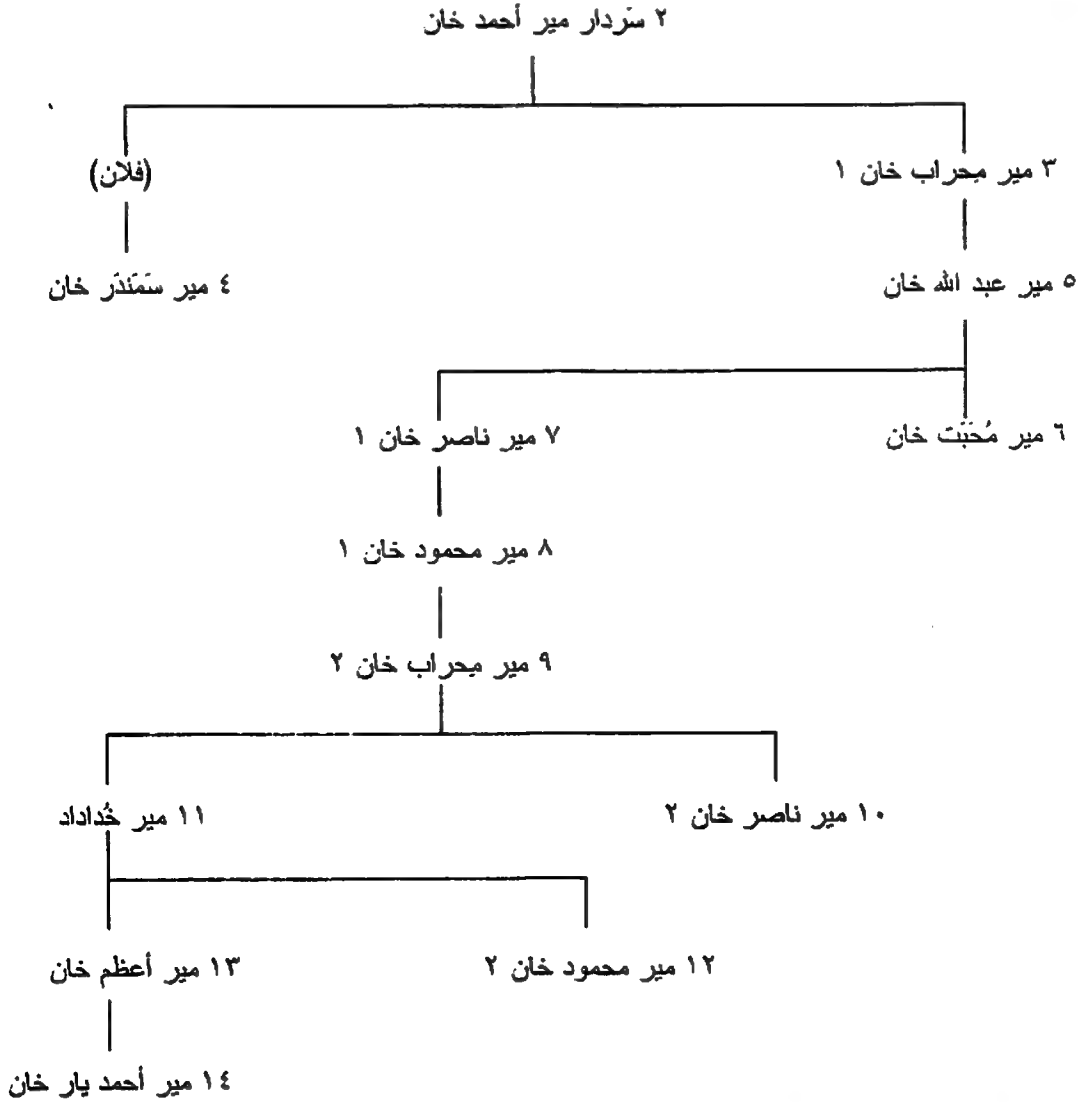 ٢ سَردار مير أحمد خان
٣ مير مِحراب خان ١
(فلان)
٥ مير عبد الله خان
٤ مير سَمَندَر خان
٦ مير مُحَبَّت خان
٧ مير ناصر خان ١
٨ مير محمود خان ١
٩ مير مِحراب خان ٢
١٠ مير ناصر خان ٢
١١ مير خُداداد
١٢ مير محمود خان ٢
١٣ مير أعظم خان
١٤ مير أحمد يار خان